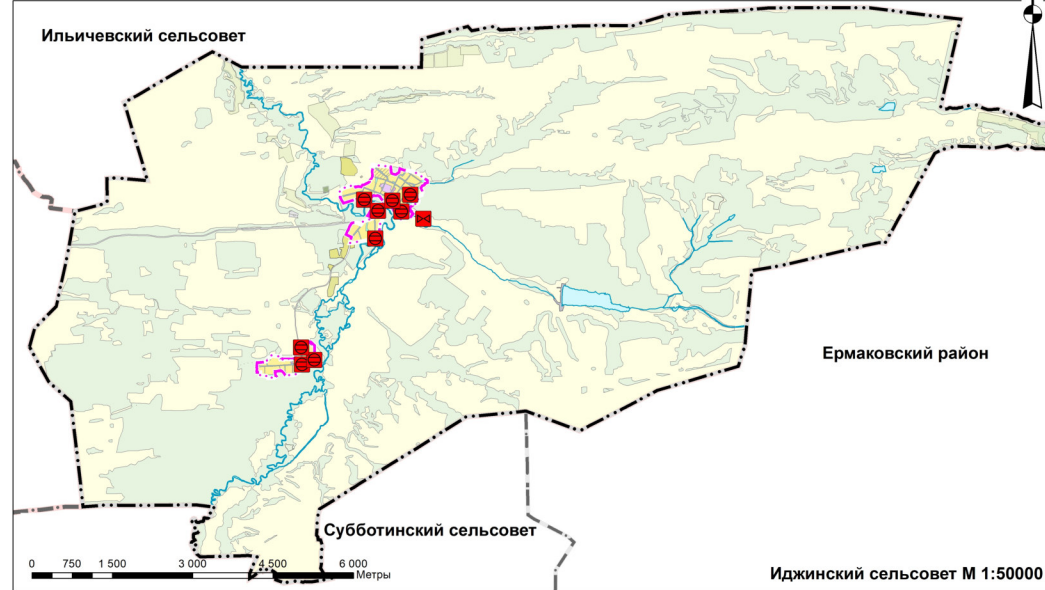 Ильичевский сельсовет
Ермаковский район
Субботинский сельсовет
0 750 1 500 3 000 4 500 6 000
Метры
Иджинский сельсовет М 1:50000